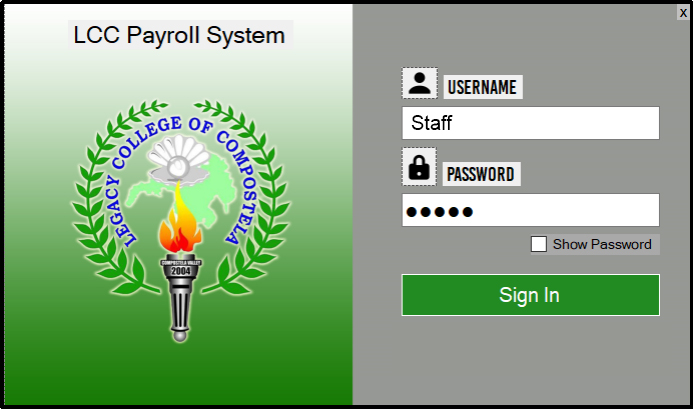 LCC Payroll System
LEGACY COLLEGE OF COMPOSTELA
COMPOSTELA VALLEY
2004
x
USERNAME
Staff
PASSWORD
●●●●●
Show Password
Sign In